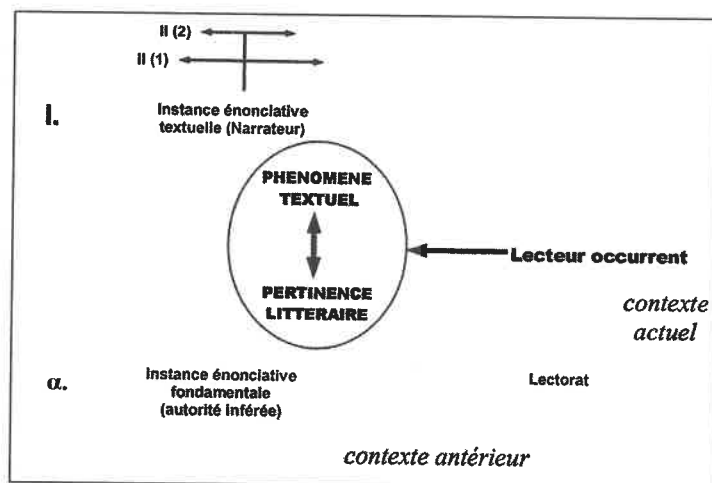 II (2)
II (1)
I.
Instance énonciative
textuelle (Narrateur)
PHENOMENE
TEXTUEL
PERTINENCE
LITTERAIRE
Lecteur occurrent
contexte
actuel
α.
Instance énonciative
fondamentale
(autorité inférée)
Lectorat
contexte antérieur